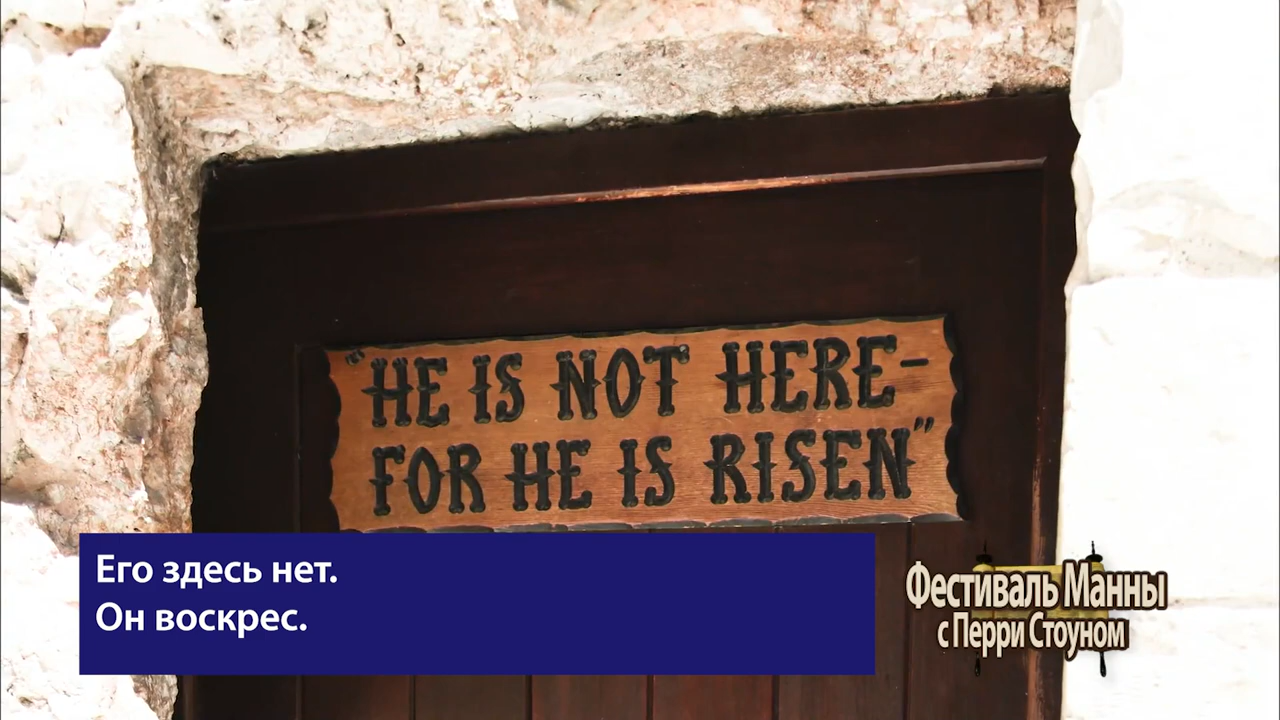 "HE IS NOT HERE-
FOR HE IS RISEN"
Его здесь нет.
Он воскрес.
Фестиваль Манны
с Перри Стоуном